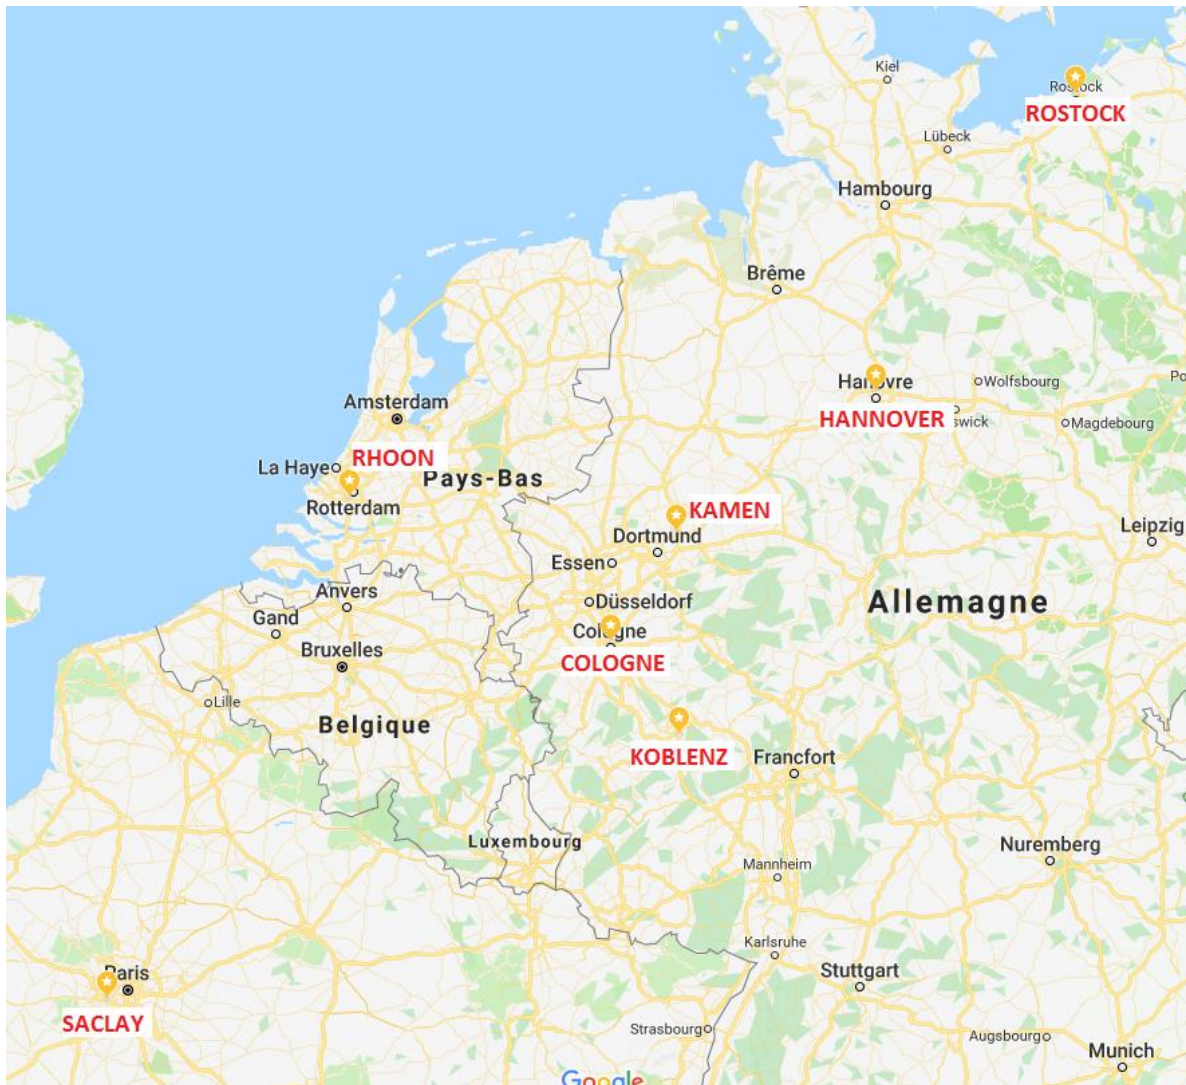 Kiel
Rostock
ROSTOCK
Lübeck
Hambourg
Brême
Hanovre
Wolfsbourg
Po
HANNOVER
swick
Magdebourg
Amsterdam
RHOON
La Haye
Pays-Bas
Rotterdam
KAMEN
Dortmund
Leipzig
Essen
Anvers
Düsseldorf
Allemagne
Gand
Cologne
Bruxelles
COLOGNE
Lille
Belgique
KOBLENZ
Francfort
Luxembourg
Nuremberg
Mannheim
Karlsruhe
Paris
Stuttgart
SACLAY
Strasbourg
Augsbourg
Munich
Google